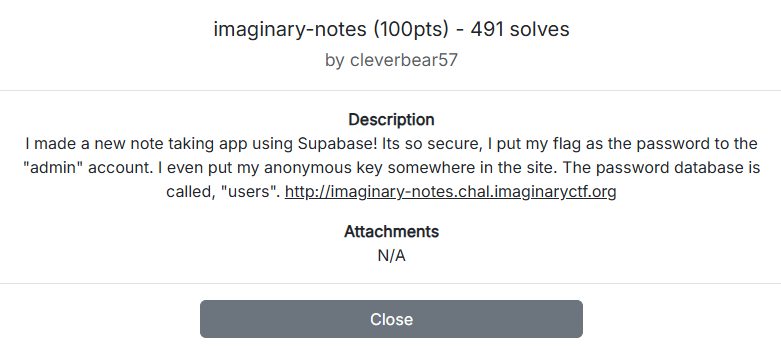 imaginary-notes (100pts) - 491 solves
by cleverbear57
Description
I made a new note taking app using Supabase! Its so secure, I put my flag as the password to the
"admin" account. I even put my anonymous key somewhere in the site. The password database is
called, "users". http://imaginary-notes.chal.imaginaryctf.org
Attachments
N/A
Close